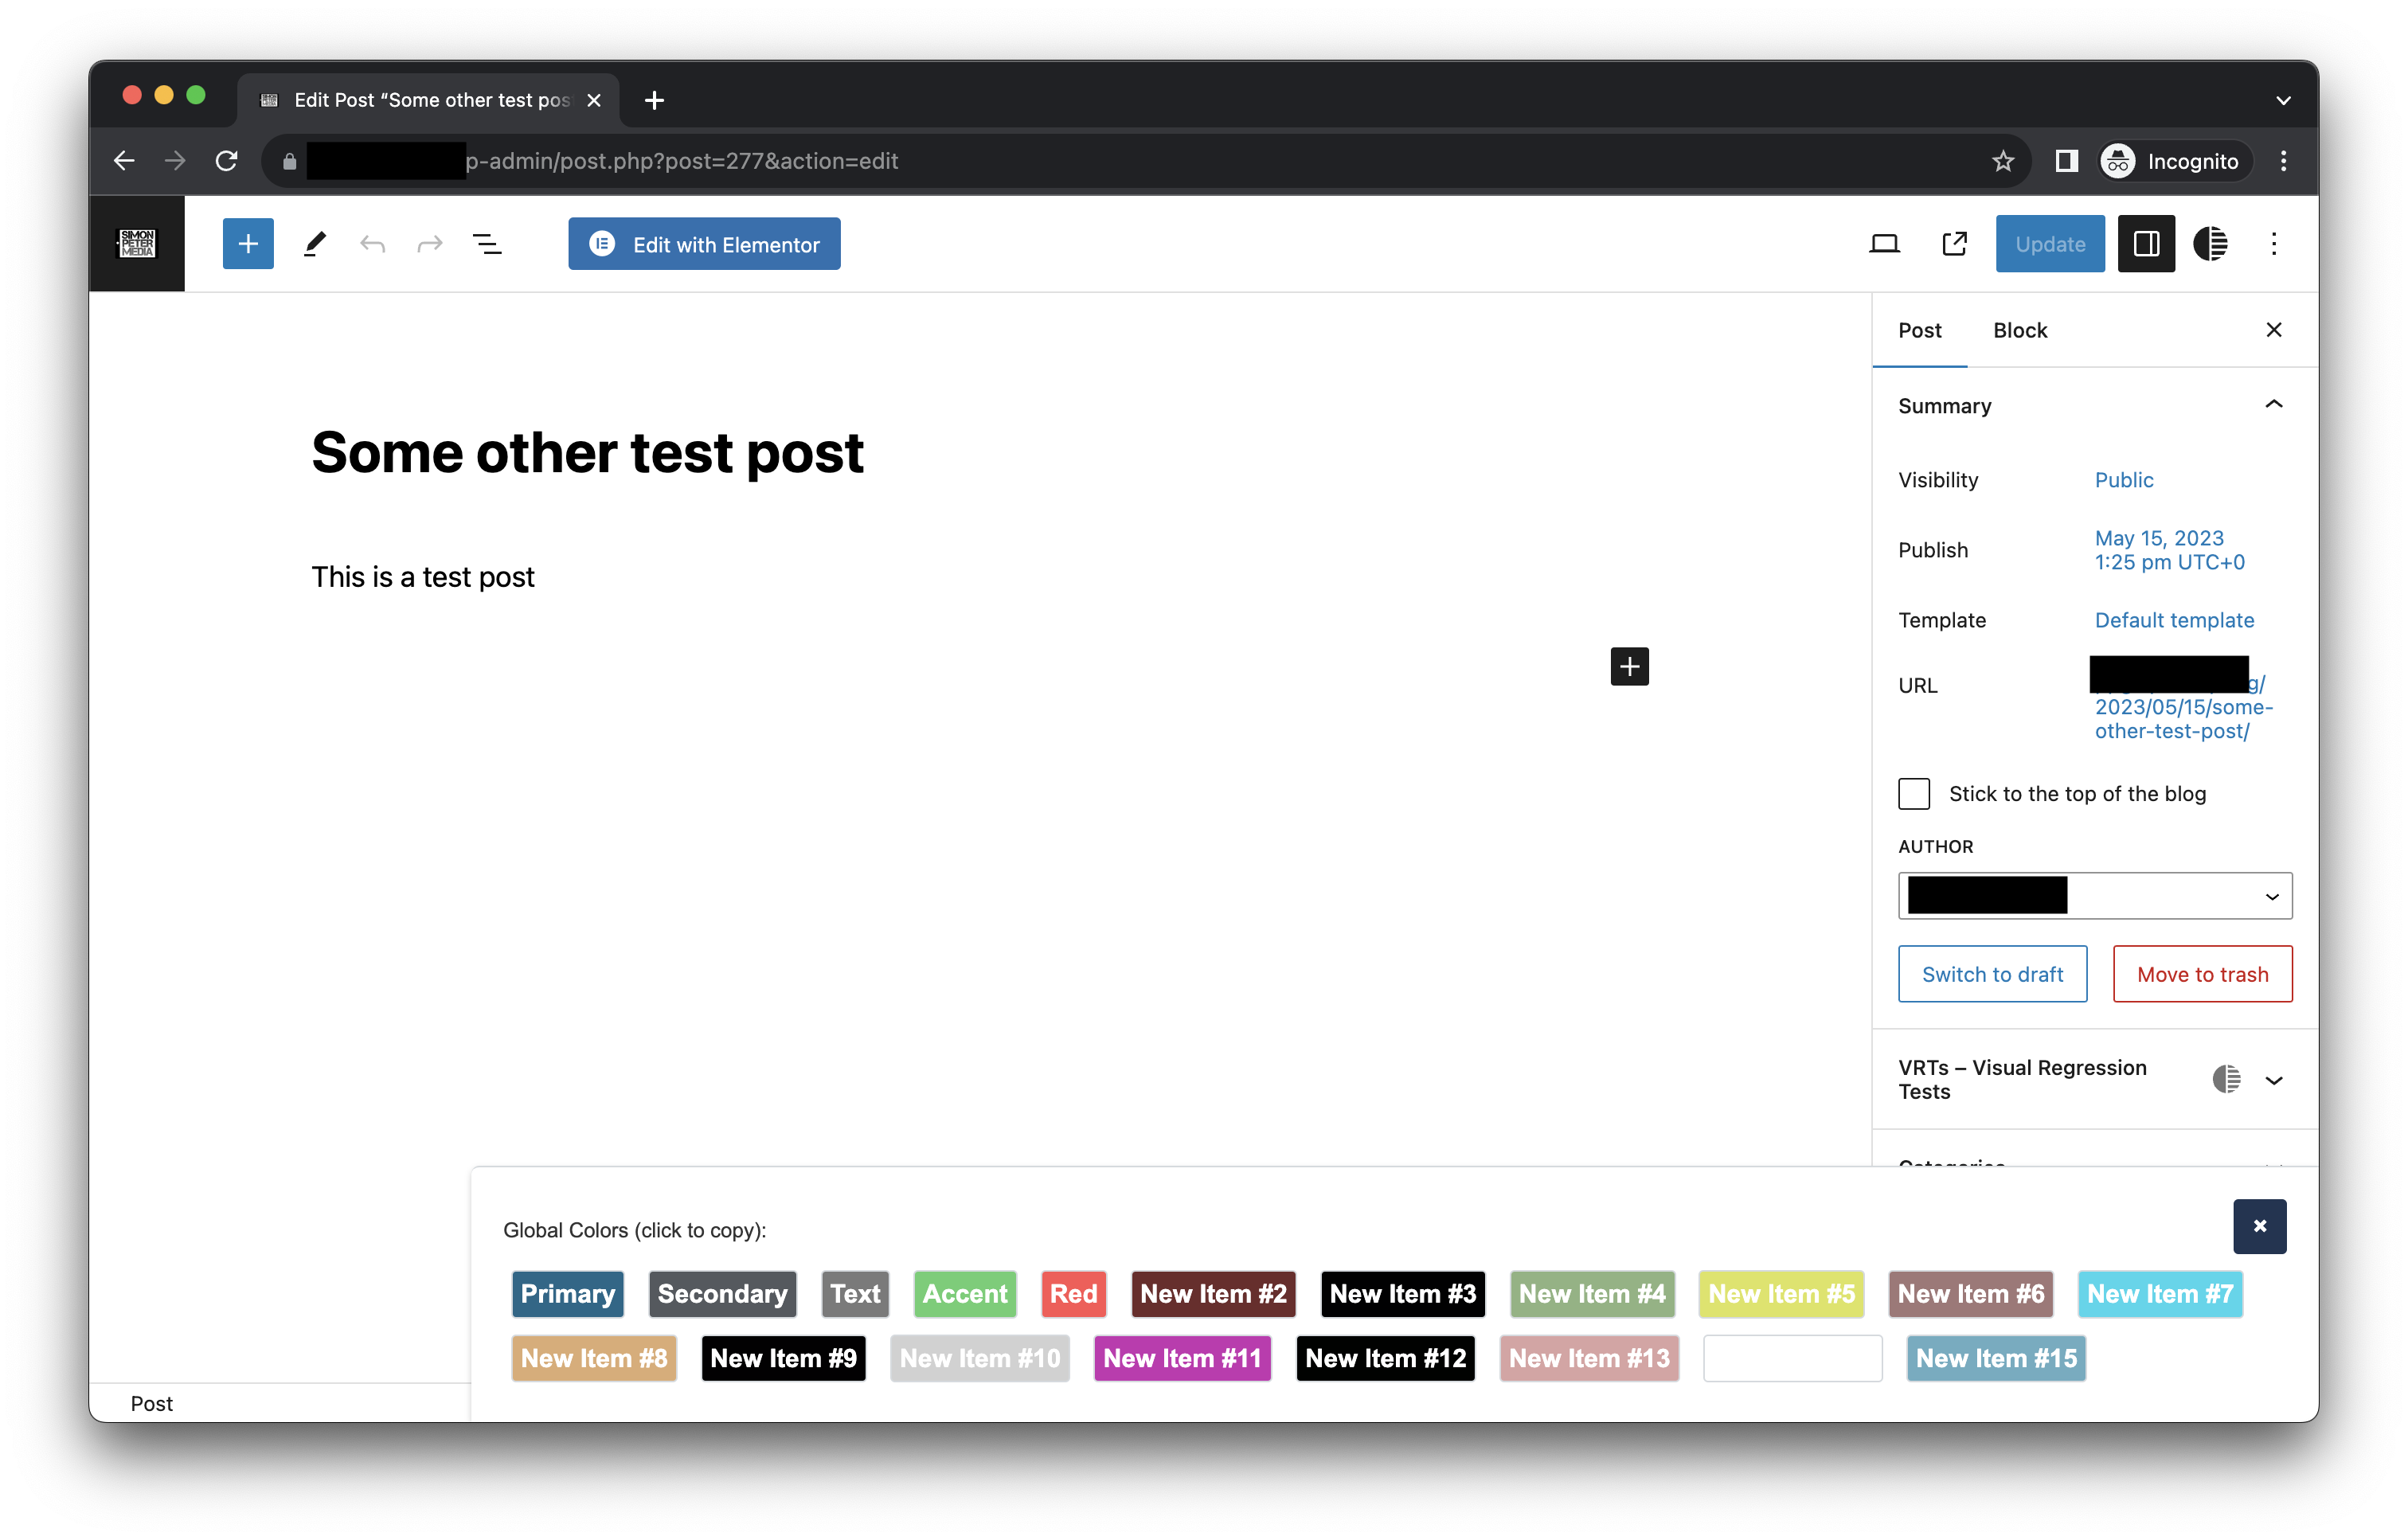 Edit Post “Some other test pos
p-admin/post.php?post=277&action=edit
Incognito
SIMON
PETER
MEDIA
Edit with Elementor
Update
Post
Block
Summary
Some other test post
Visibility
Public
This is a test post
Publish
May 15, 2023
1:25 pm UTC+0
Template
Default template
URL
g/
2023/05/15/some-
other-test-post/
Stick to the top of the blog
AUTHOR
Switch to draft
Move to trash
VRTs – Visual Regression
Tests
Categories
Global Colors (click to copy):
Primary Secondary Text Accent Red New Item #2 New Item #3 New Item #4 New Item #5 New Item #6 New Item #7
New Item #8 New Item #9 New Item #10 New Item #11 New Item #12 New Item #13 New Item #15
Post